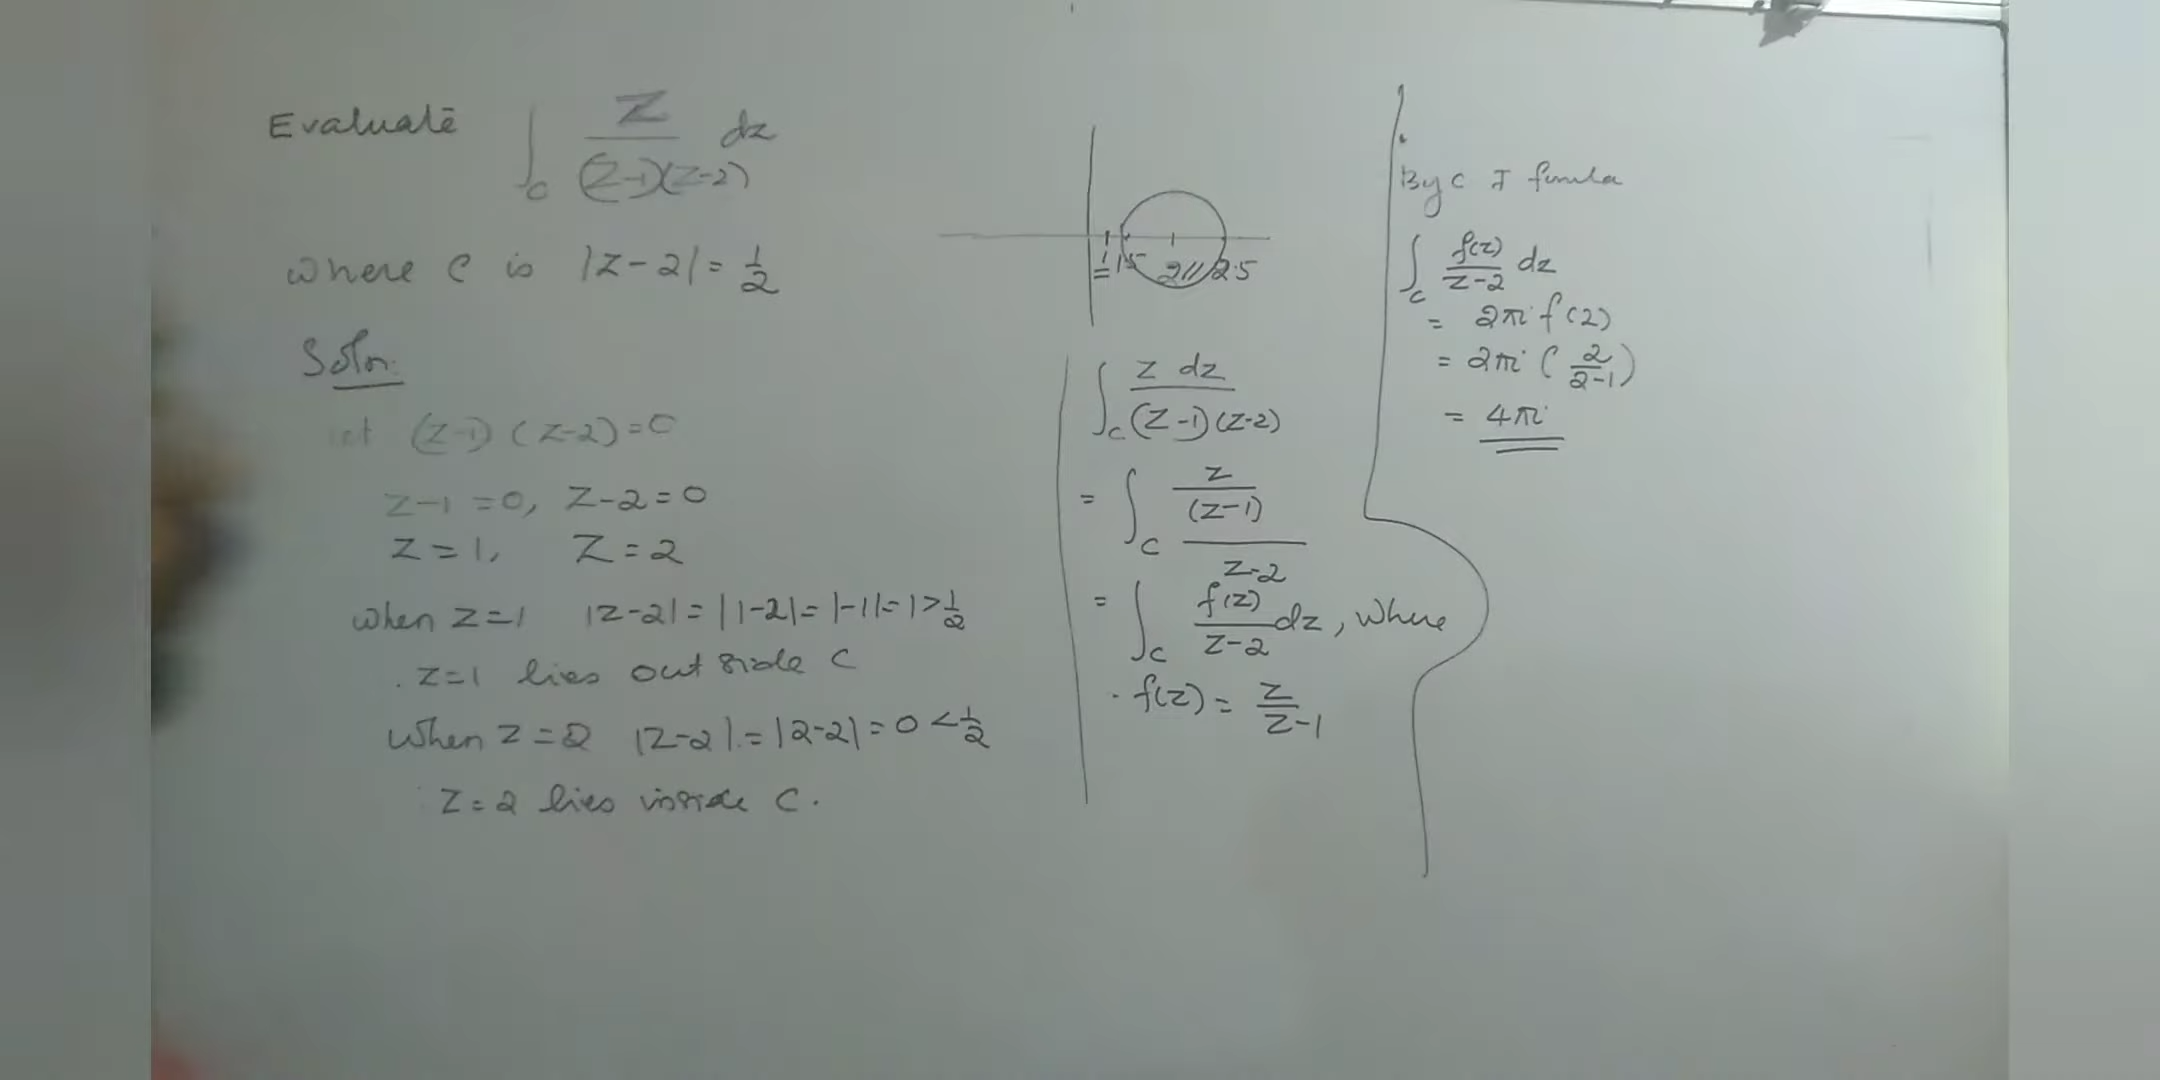 Evaluate ∫_C z/((z-1)(z-2)) dz
where C is |z-2| = 1/2
Soln.
let (z-1)(z-2)=0
z-1=0, z-2=0
z=1, z=2
when z=1 |z-2| = |1-2| = |-1| = 1 > 1/2
z=1 lies out side C
when z=2 |z-2| = |2-2| = 0 < 1/2
z=2 lies inside C.
1 1.5 2 2.5
∫_C z dz/((z-1)(z-2))
= ∫_C (z/(z-1))/(z-2)
= ∫_C f(z)/(z-2) dz, where
f(z) = z/(z-1)
By C I
∫_C f(z)/(z-2) dz
= 2πi f(2)
= 2πi (2/(2-1))
= 4πi